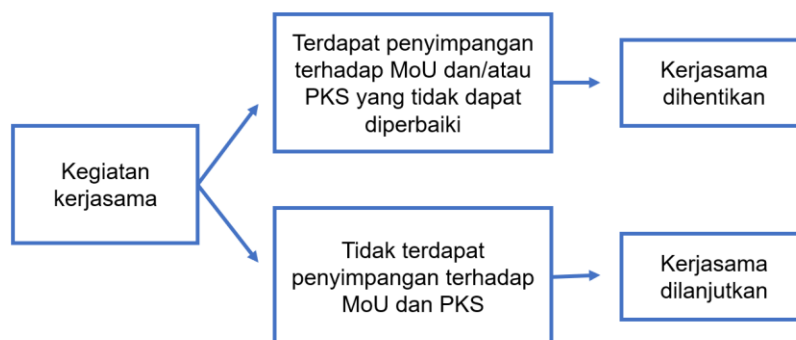 Kegiatan
kerjasama
Terdapat penyimpangan
terhadap MoU dan/atau
PKS yang tidak dapat
diperbaiki
Kerjasama
dihentikan
Tidak terdapat
penyimpangan terhadap
MoU dan PKS
Kerjasama
dilanjutkan